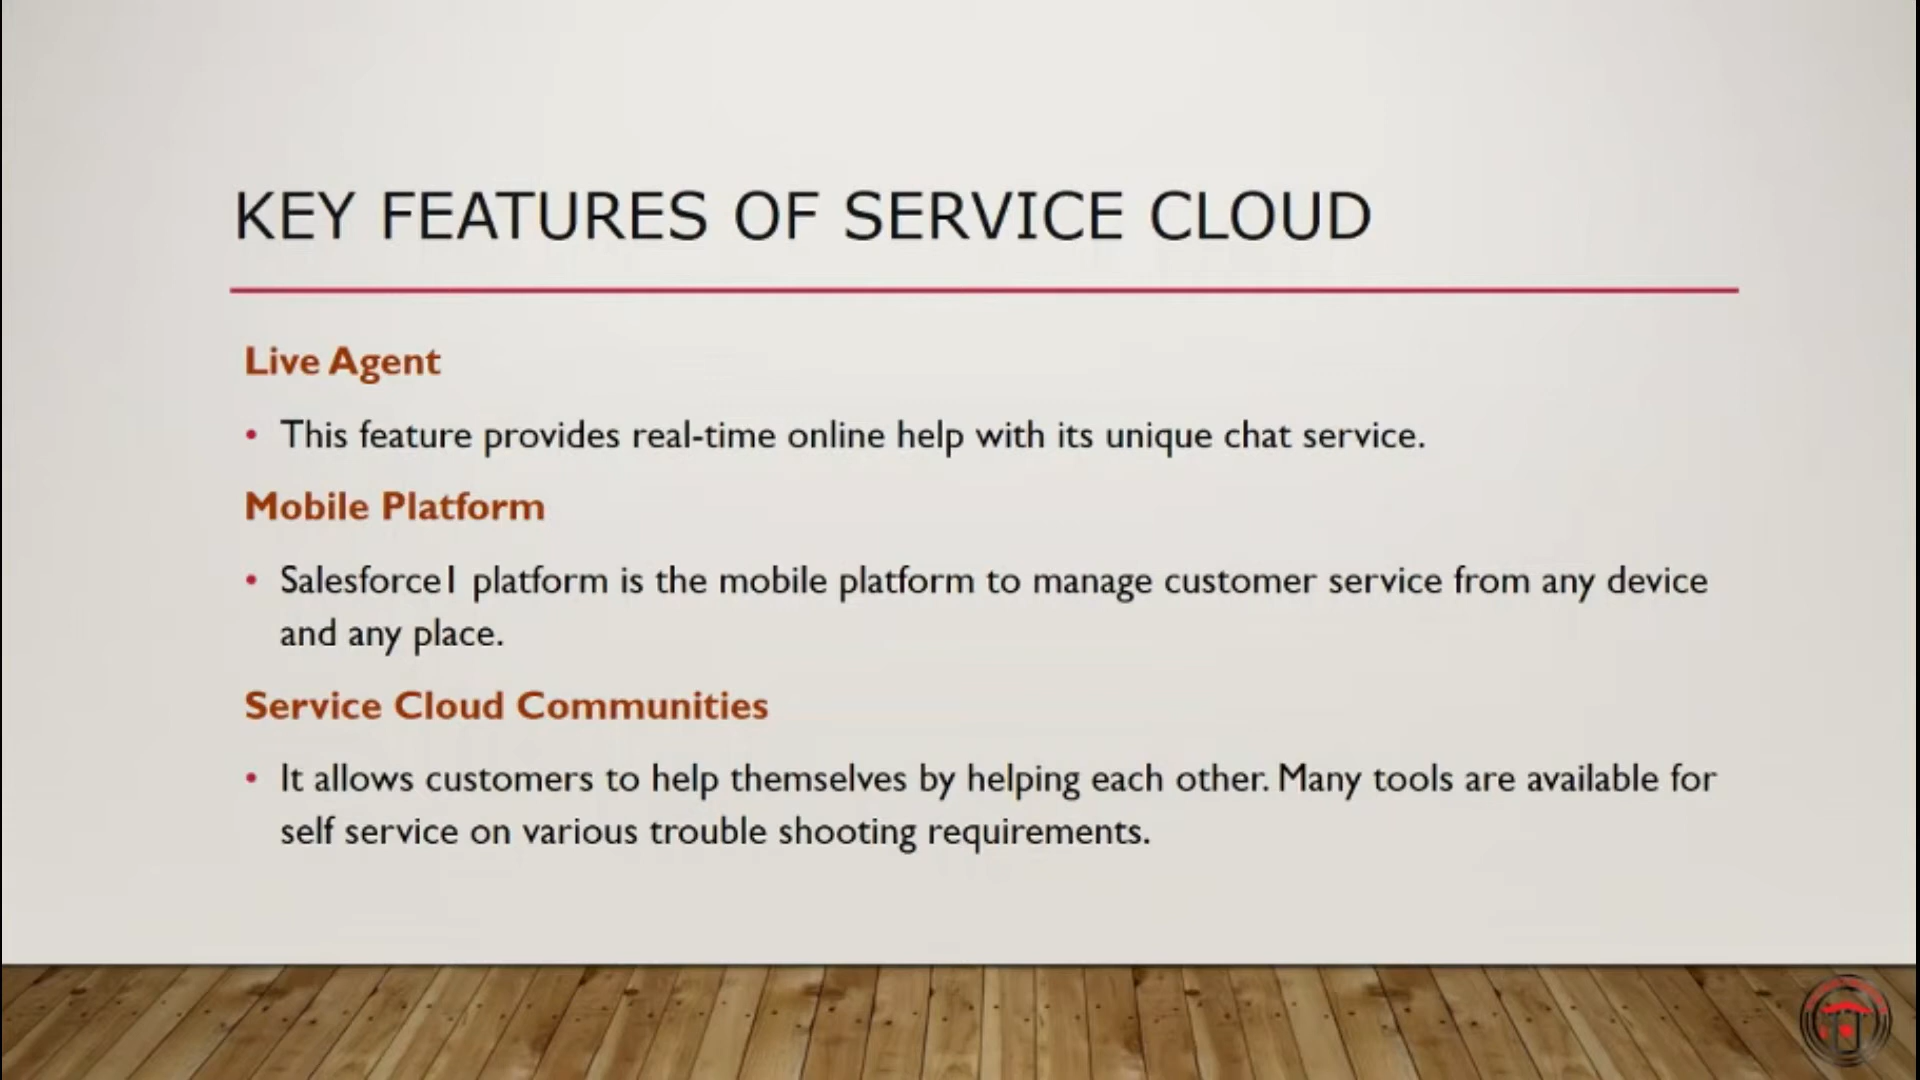 KEY FEATURES OF SERVICE CLOUD
Live Agent
• This feature provides real-time online help with its unique chat service.
Mobile Platform
• Salesforce1 platform is the mobile platform to manage customer service from any device
and any place.
Service Cloud Communities
• It allows customers to help themselves by helping each other. Many tools are available for
self service on various trouble shooting requirements.